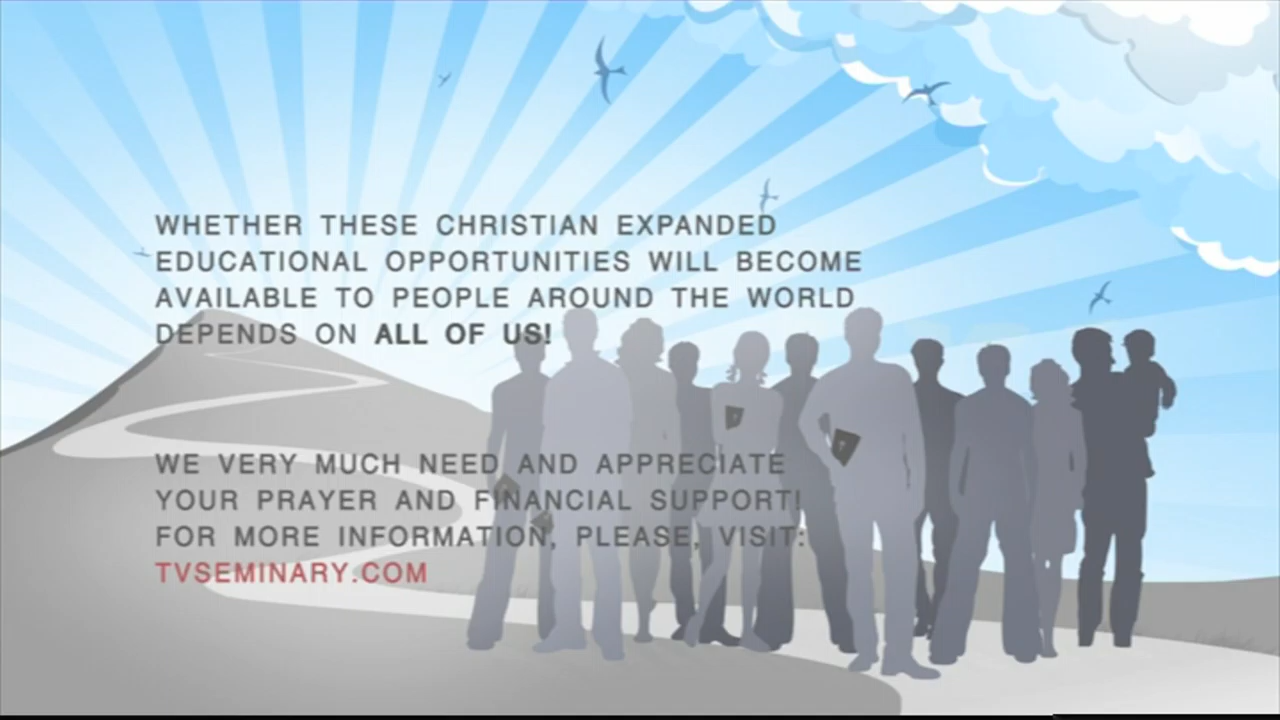 WHETHER THESE CHRISTIAN EXPANDED
EDUCATIONAL OPPORTUNITIES WILL BECOME
AVAILABLE TO PEOPLE AROUND THE WORLD
DEPENDS ON ALL OF US!
WE VERY MUCH NEED AND APPRECIATE
YOUR PRAYER AND FINANCIAL SUPPORT!
FOR MORE INFORMATION, PLEASE, VISIT:
TVSEMINARY.COM